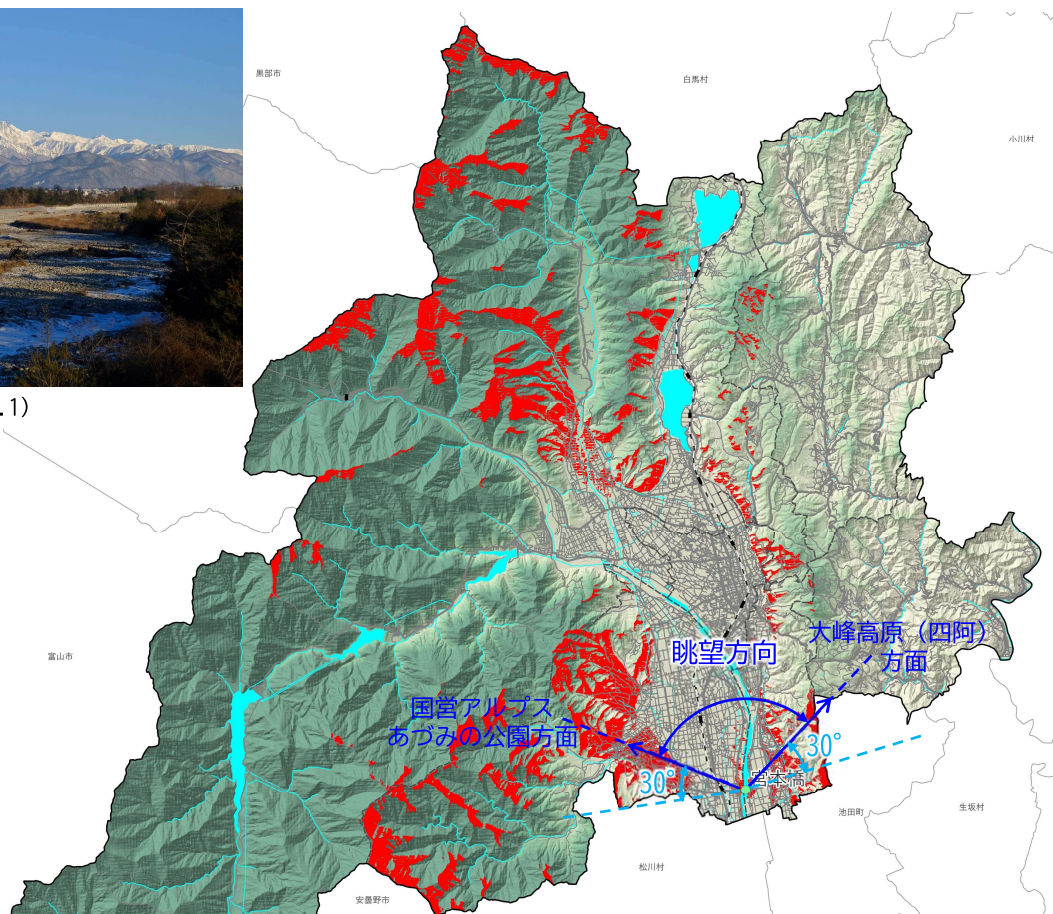 黒部市
白馬村
小川村
.1)
富山市
眺望方向
大峰高原（四阿）
方面
国営アルプス
あづみの公園方面
30°
30°
宮本橋
池田町
生坂村
松川村
安曇野市